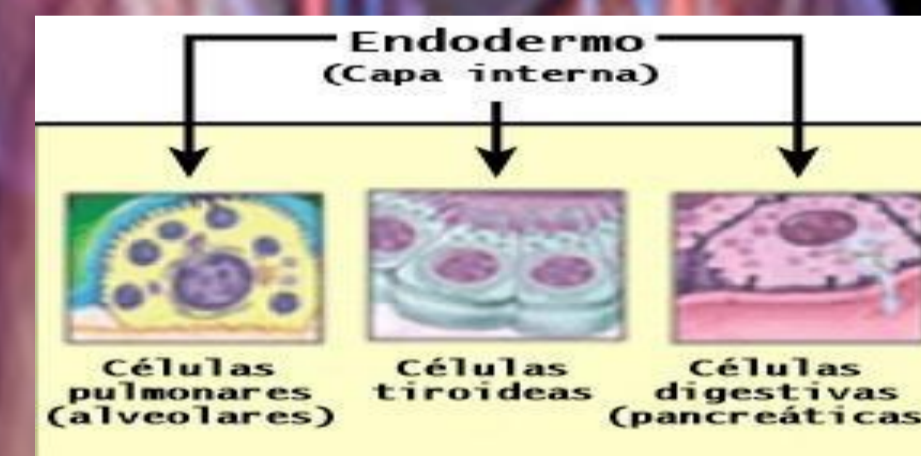 Endodermo
(Capa interna)
Células
pulmonares
(alveolares)
Células
tiroideas
Células
digestivas
(pancreáticas